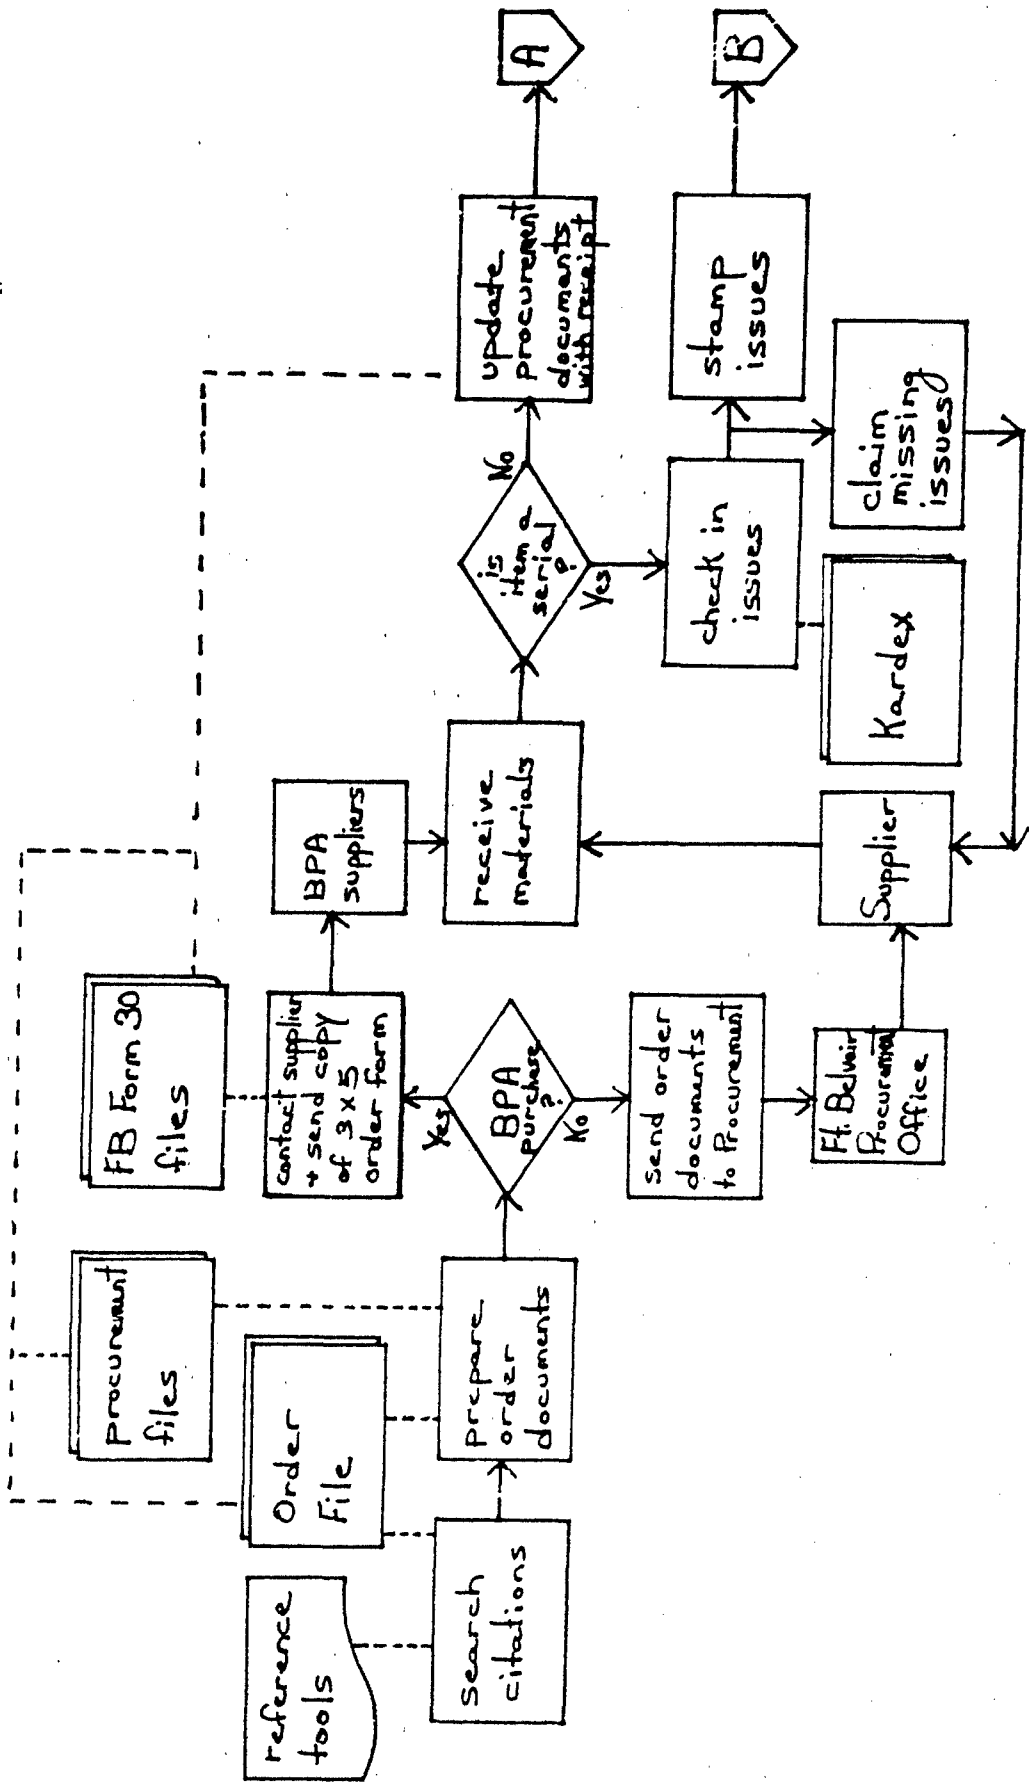 reference
tools
search
citations
Order
File
procurement
files
prepare
order
documents
FB Form 30
files
contact supplier
+ send copy
of 3 x 5
order form
Yes
BPA
purchase
?
No
send order
documents
to Procurement
Ft. Belvoir
Procurement
Office
BPA
suppliers
receive
materials
Supplier
is
item a
serial
?
No
Yes
update
procurement
documents
with receipt
A
check in
issues
Kardex
stamp
issues
claim
missing
issues
B